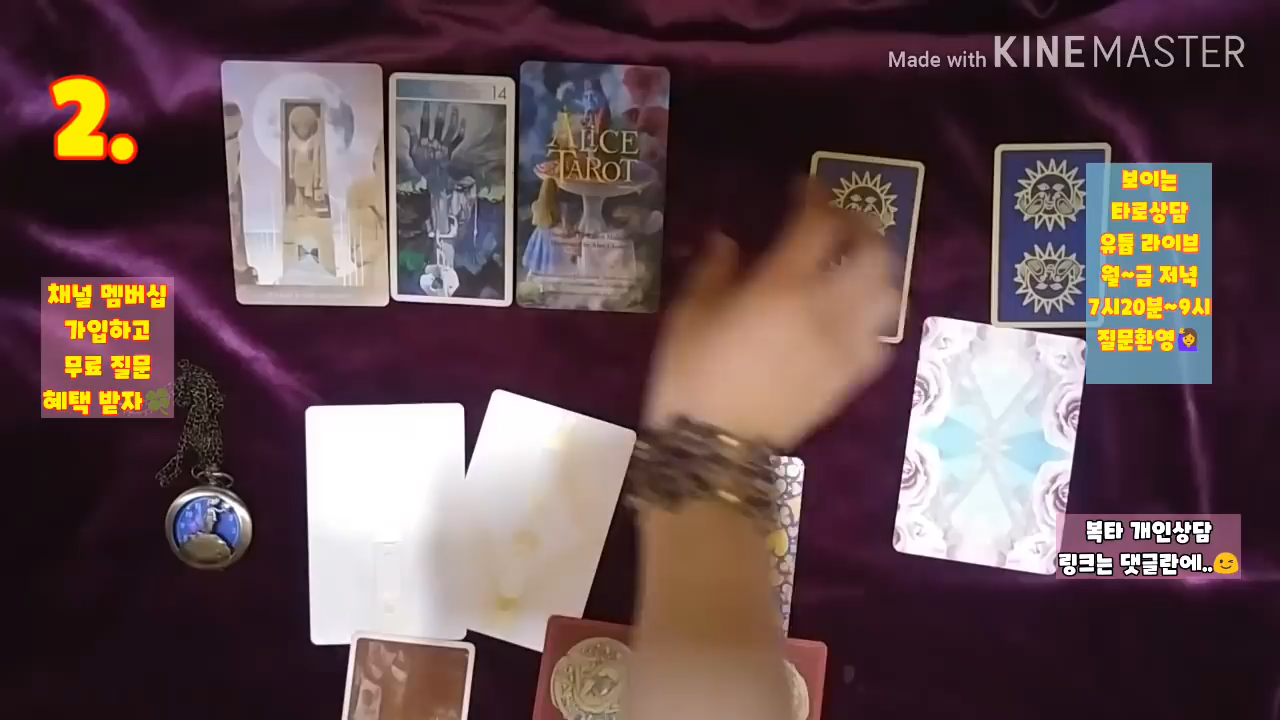 Made with KINEMASTER
2.
14
ALICE
TAROT
보이는
타로상담
유튭 라이브
월~금 저녁
7시20분~9시
질문환영🙋‍♀️
채널 멤버십
가입하고
무료 질문
혜택 받자🍀
복타 개인상담
링크는 댓글란에..😉